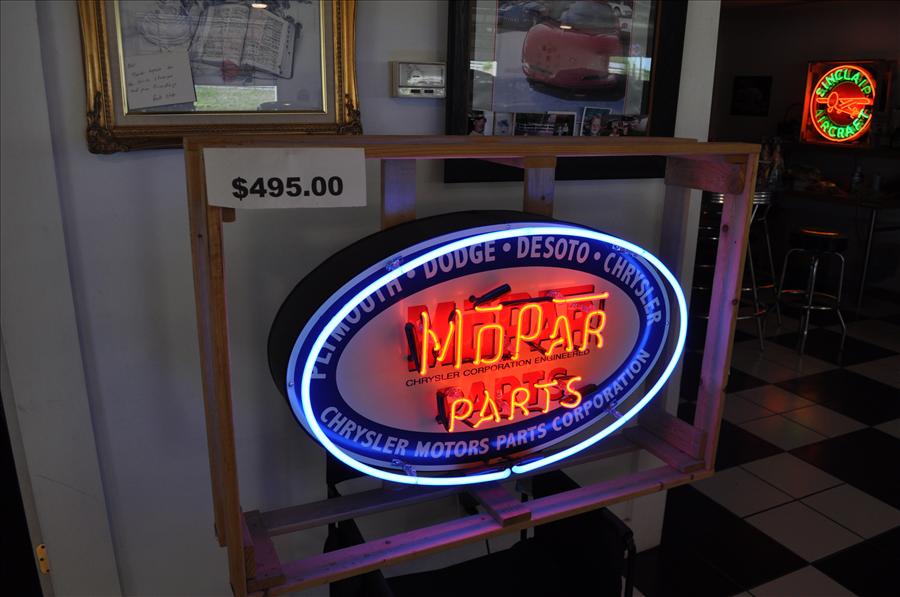 $495.00
PLYMOUTH • DODGE • DESOTO • CHRYSLER
MOPAR
CHRYSLER CORPORATION ENGINEERED
PARTS
CHRYSLER MOTORS PARTS CORPORATION
SINCLAIR
AIRCRAFT